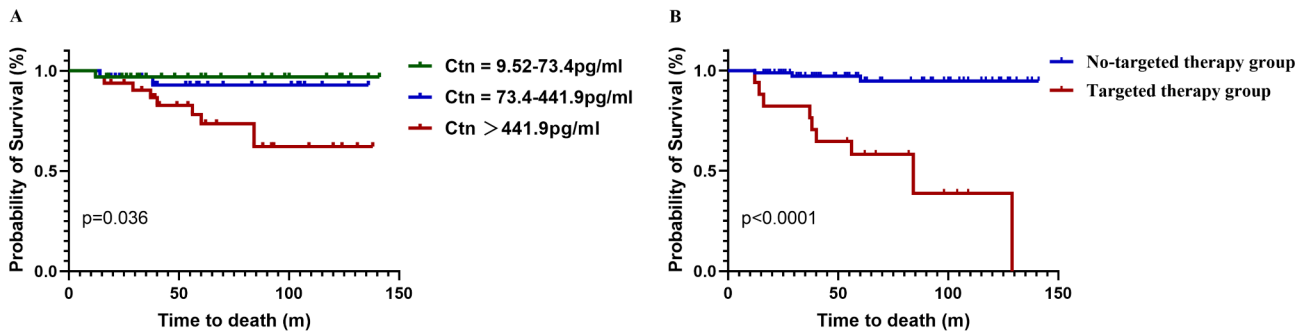 A
Probability of Survival (%)
1.0
0.5
0.0
0
50
100
150
Time to death (m)
p=0.036
Ctn = 9.52-73.4pg/ml
Ctn = 73.4-441.9pg/ml
Ctn ＞441.9pg/ml
B
Probability of Survival (%)
1.0
0.5
0.0
0
50
100
150
Time to death (m)
p<0.0001
No-targeted therapy group
Targeted therapy group